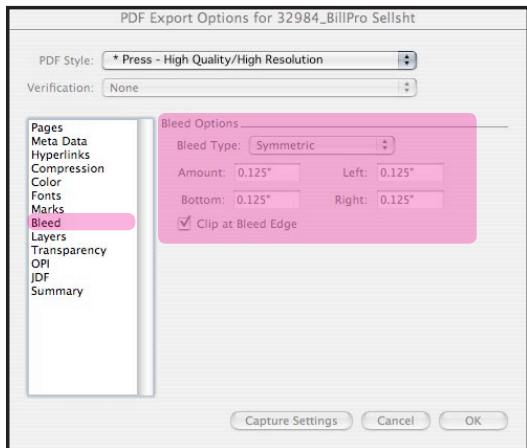 PDF Export Options for 32984_BillPro Sellsht
PDF Style: * Press - High Quality/High Resolution
Verification: None
Pages
Meta Data
Hyperlinks
Compression
Color
Fonts
Marks
Bleed
Layers
Transparency
OPI
JDF
Summary
Bleed Options
Bleed Type: Symmetric
Amount: 0.125" Left: 0.125"
Bottom: 0.125" Right: 0.125"
Clip at Bleed Edge
Capture Settings Cancel OK